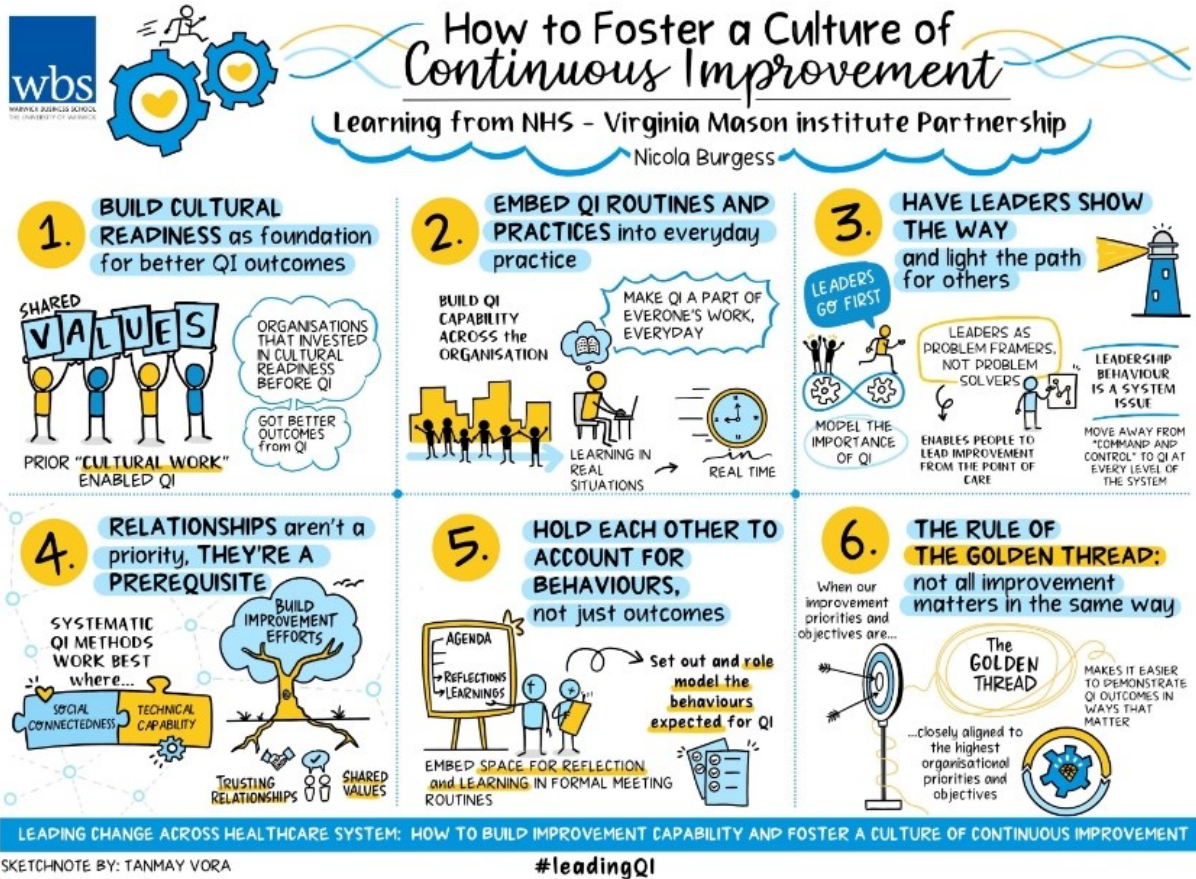 wbs
WARWICK BUSINESS SCHOOL
THE UNIVERSITY OF WARWICK
How to Foster a Culture of
Continuous Improvement
Learning from NHS - Virginia Mason institute Partnership
Nicola Burgess
1.
BUILD CULTURAL
READINESS as foundation
for better QI outcomes
SHARED
VALUES
ORGANISATIONS
THAT INVESTED
IN CULTURAL
READINESS
BEFORE QI
GOT BETTER
OUTCOMES
from QI
PRIOR "CULTURAL WORK"
ENABLED QI
2.
EMBED QI ROUTINES AND
PRACTICES into everyday
practice
BUILD QI
CAPABILITY
ACROSS the
ORGANISATION
MAKE QI A PART OF
EVERONE'S WORK,
EVERYDAY
LEARNING IN
REAL
SITUATIONS
in
REAL TIME
3.
HAVE LEADERS SHOW
THE WAY
and light the path
for others
LEADERS
GO FIRST
MODEL THE
IMPORTANCE
OF QI
LEADERS AS
PROBLEM FRAMERS,
NOT PROBLEM
SOLVERS
ENABLES PEOPLE TO
LEAD IMPROVEMENT
FROM THE POINT OF
CARE
LEADERSHIP
BEHAVIOUR
IS A SYSTEM
ISSUE
MOVE AWAY FROM
"COMMAND AND
CONTROL" TO QI AT
EVERY LEVEL OF
THE SYSTEM
4.
RELATIONSHIPS aren't a
priority, THEY'RE A
PREREQUISITE
SYSTEMATIC
QI METHODS
WORK BEST
where...
SOCIAL
CONNECTEDNESS
TECHNICAL
CAPABILITY
BUILD
IMPROVEMENT
EFFORTS
TRUSTING
RELATIONSHIPS
SHARED
VALUES
5.
HOLD EACH OTHER TO
ACCOUNT FOR
BEHAVIOURS,
not just outcomes
AGENDA
REFLECTIONS
LEARNINGS
Set out and role
model the
behaviours
expected for QI
EMBED SPACE FOR REFLECTION
and LEARNING IN FORMAL MEETING
ROUTINES
6.
THE RULE OF
THE GOLDEN THREAD:
not all improvement
matters in the same way
When our
improvement
priorities and
objectives are...
The
GOLDEN
THREAD
MAKES IT EASIER
TO DEMONSTRATE
QI OUTCOMES IN
WAYS THAT
MATTER
...closely aligned to
the highest
organisational
priorities and
objectives
LEADING CHANGE ACROSS HEALTHCARE SYSTEM: HOW TO BUILD IMPROVEMENT CAPABILITY AND FOSTER A CULTURE OF CONTINUOUS IMPROVEMENT
SKETCHNOTE BY: TANMAY VORA
#leadingQI